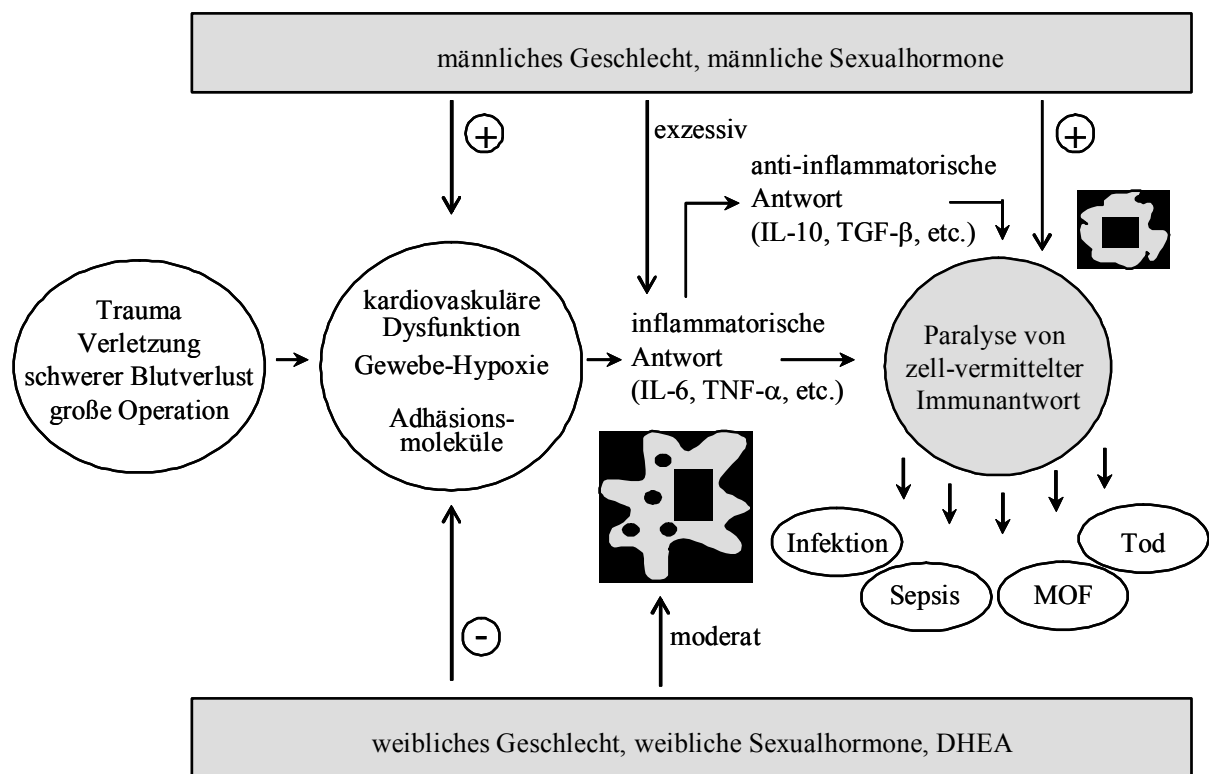 männliches Geschlecht, männliche Sexualhormone
+
exzessiv
+
anti-inflammatorische
Antwort
(IL-10, TGF-β, etc.)
Trauma
Verletzung
schwerer Blutverlust
große Operation
kardiovaskuläre
Dysfunktion
Gewebe-Hypoxie
Adhäsions-
moleküle
inflammatorische
Antwort
(IL-6, TNF-α, etc.)
Paralyse von
zell-vermittelter
Immunantwort
Infektion
Sepsis
MOF
Tod
-
moderat
weibliches Geschlecht, weibliche Sexualhormone, DHEA